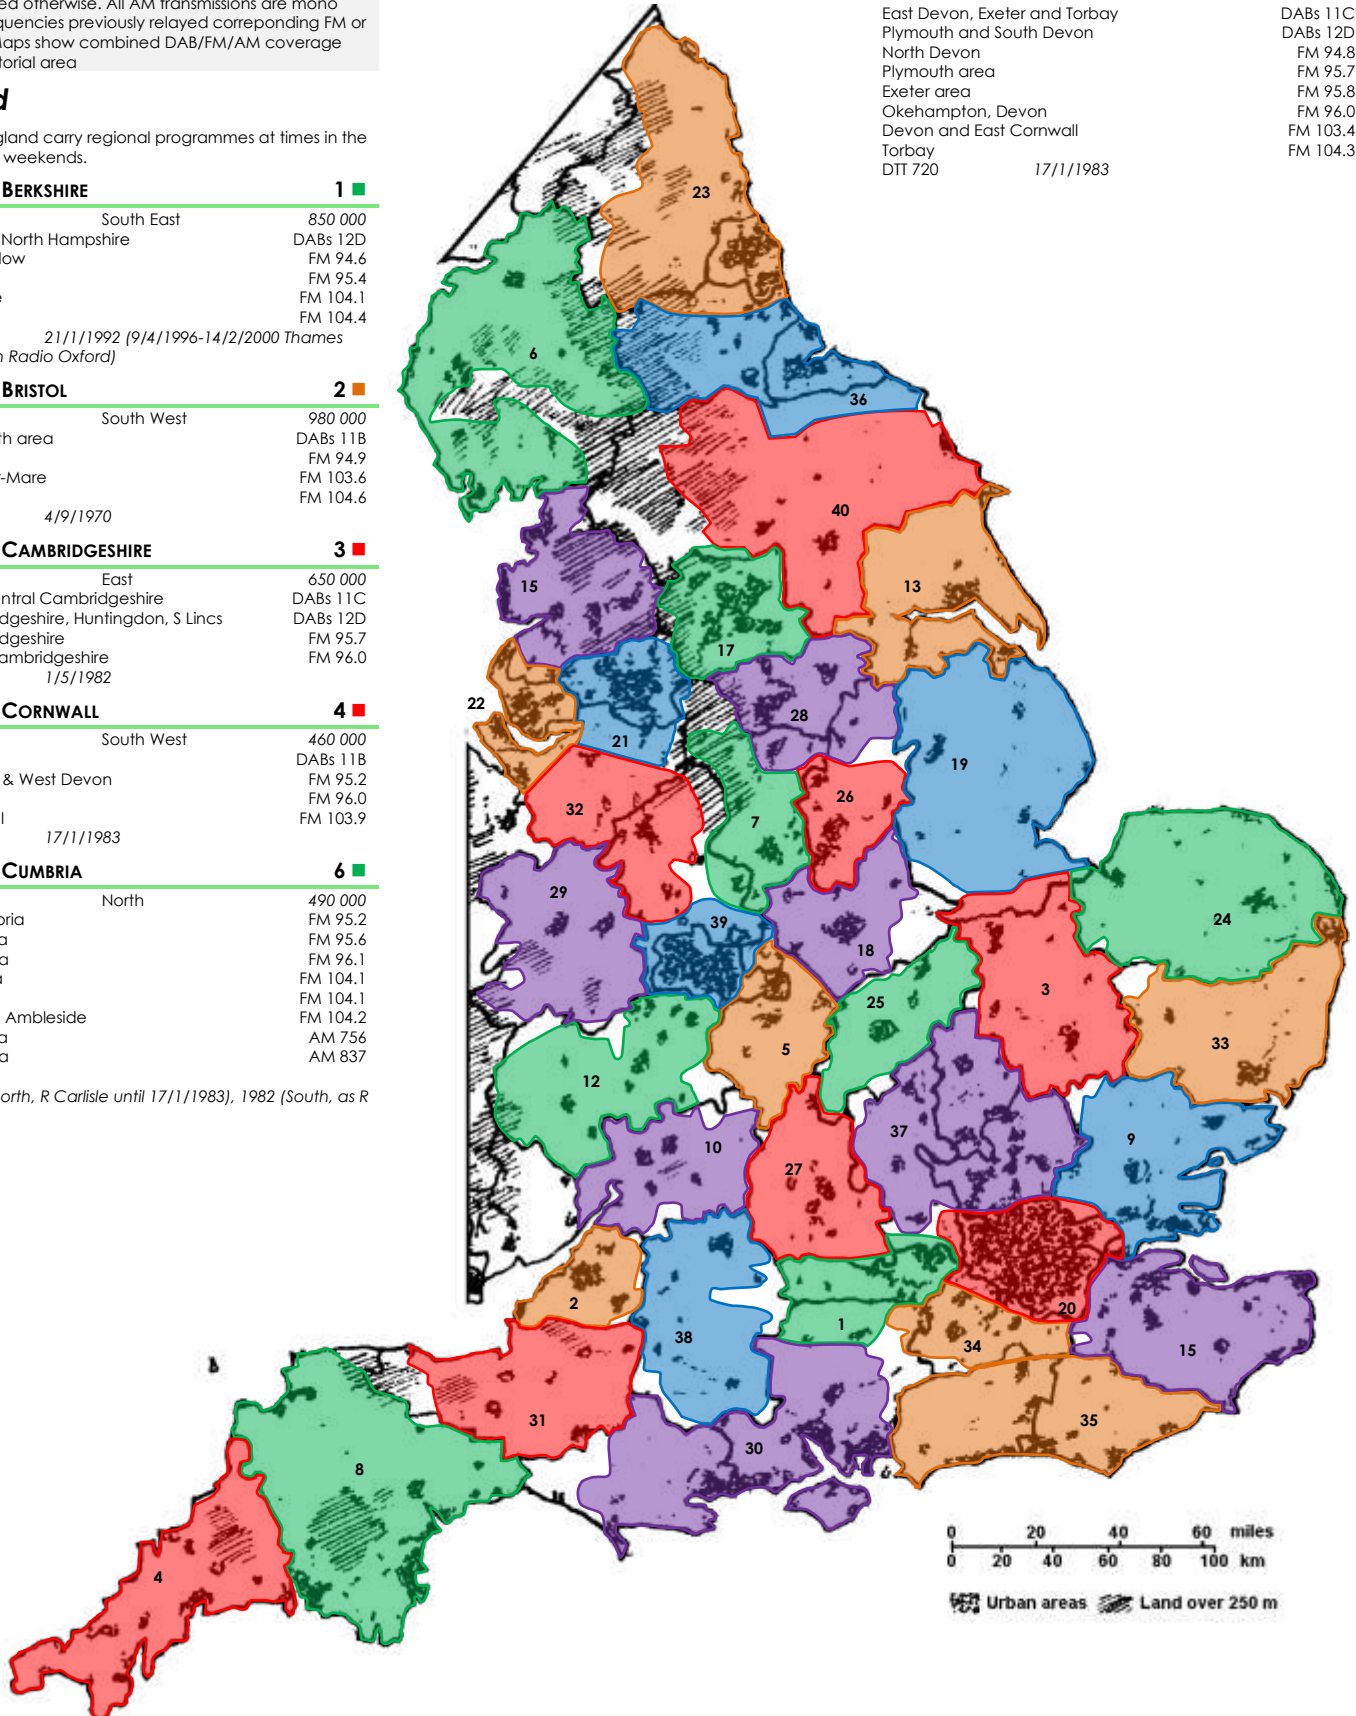 ed otherwise. All AM transmissions are mono
quencies previously relayed correponding FM or
Maps show combined DAB/FM/AM coverage
torial area
d
gland carry regional programmes at times in the
weekends.
BERKSHIRE 1
South East 850 000
North Hampshire DABs 12D
low FM 94.6
FM 95.4
e FM 104.1
FM 104.4
21/1/1992 (9/4/1996-14/2/2000 Thames
n Radio Oxford)
BRISTOL 2
South West 980 000
th area DABs 11B
FM 94.9
r-Mare FM 103.6
FM 104.6
4/9/1970
CAMBRIDGESHIRE 3
East 650 000
entral Cambridgeshire DABs 11C
dgeshire, Huntingdon, S Lincs DABs 12D
dgeshire FM 95.7
ambridgeshire FM 96.0
1/5/1982
CORNWALL 4
South West 460 000
DABs 11B
& West Devon FM 95.2
FM 96.0
l FM 103.9
17/1/1983
CUMBRIA 6
North 490 000
bria FM 95.2
a FM 95.6
a FM 96.1
a FM 104.1
FM 104.1
Ambleside FM 104.2
a AM 756
a AM 837
orth, R Carlisle until 17/1/1983), 1982 (South, as R
East Devon, Exeter and Torbay DABs 11C
Plymouth and South Devon DABs 12D
North Devon FM 94.8
Plymouth area FM 95.7
Exeter area FM 95.8
Okehampton, Devon FM 96.0
Devon and East Cornwall FM 103.4
Torbay FM 104.3
DTT 720 17/1/1983
23
6
36
40
15
13
17
22
21
28
19
32
26
7
29
39
24
18
25
3
5
33
12
10
37
9
27
2
20
1
38
34
15
31
35
30
8
4
0 20 40 60 miles
0 20 40 60 80 100 km
Urban areas Land over 250 m